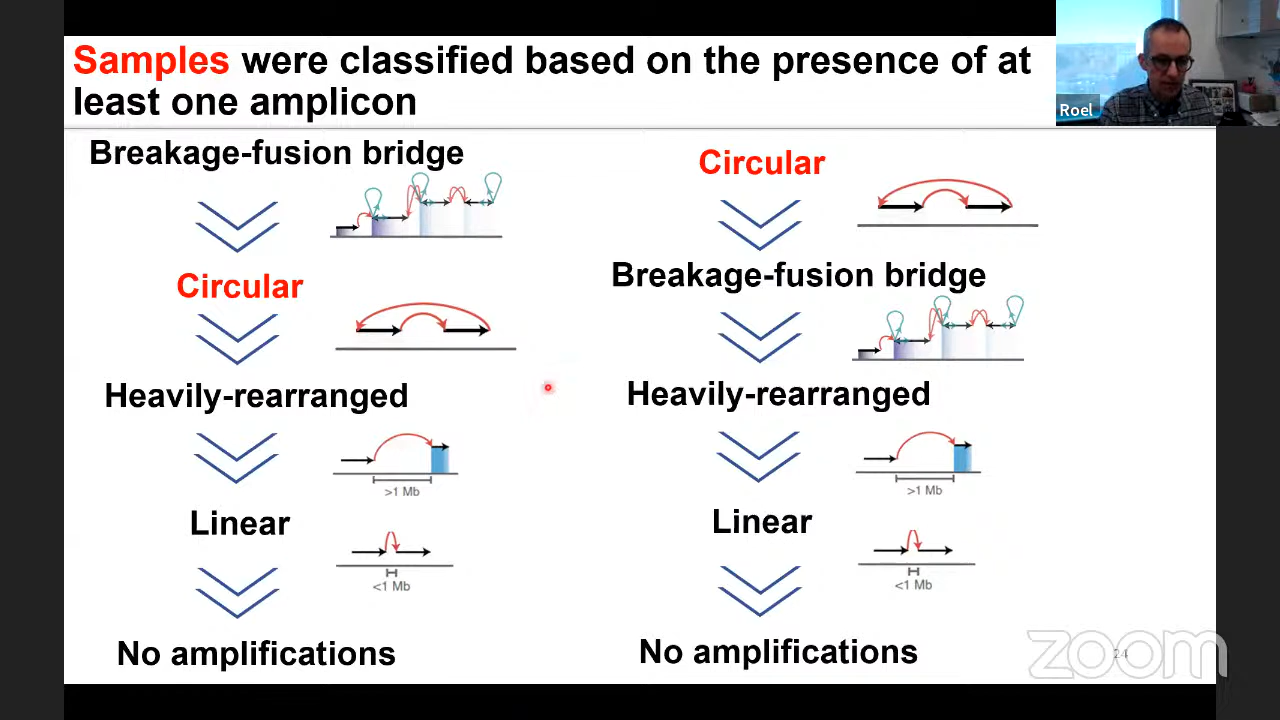 Samples were classified based on the presence of at
least one amplicon
Roel
Breakage-fusion bridge
Circular
Heavily-rearranged
>1 Mb
Linear
<1 Mb
No amplifications
Circular
Breakage-fusion bridge
Heavily-rearranged
>1 Mb
Linear
<1 Mb
No amplifications
24
zoom